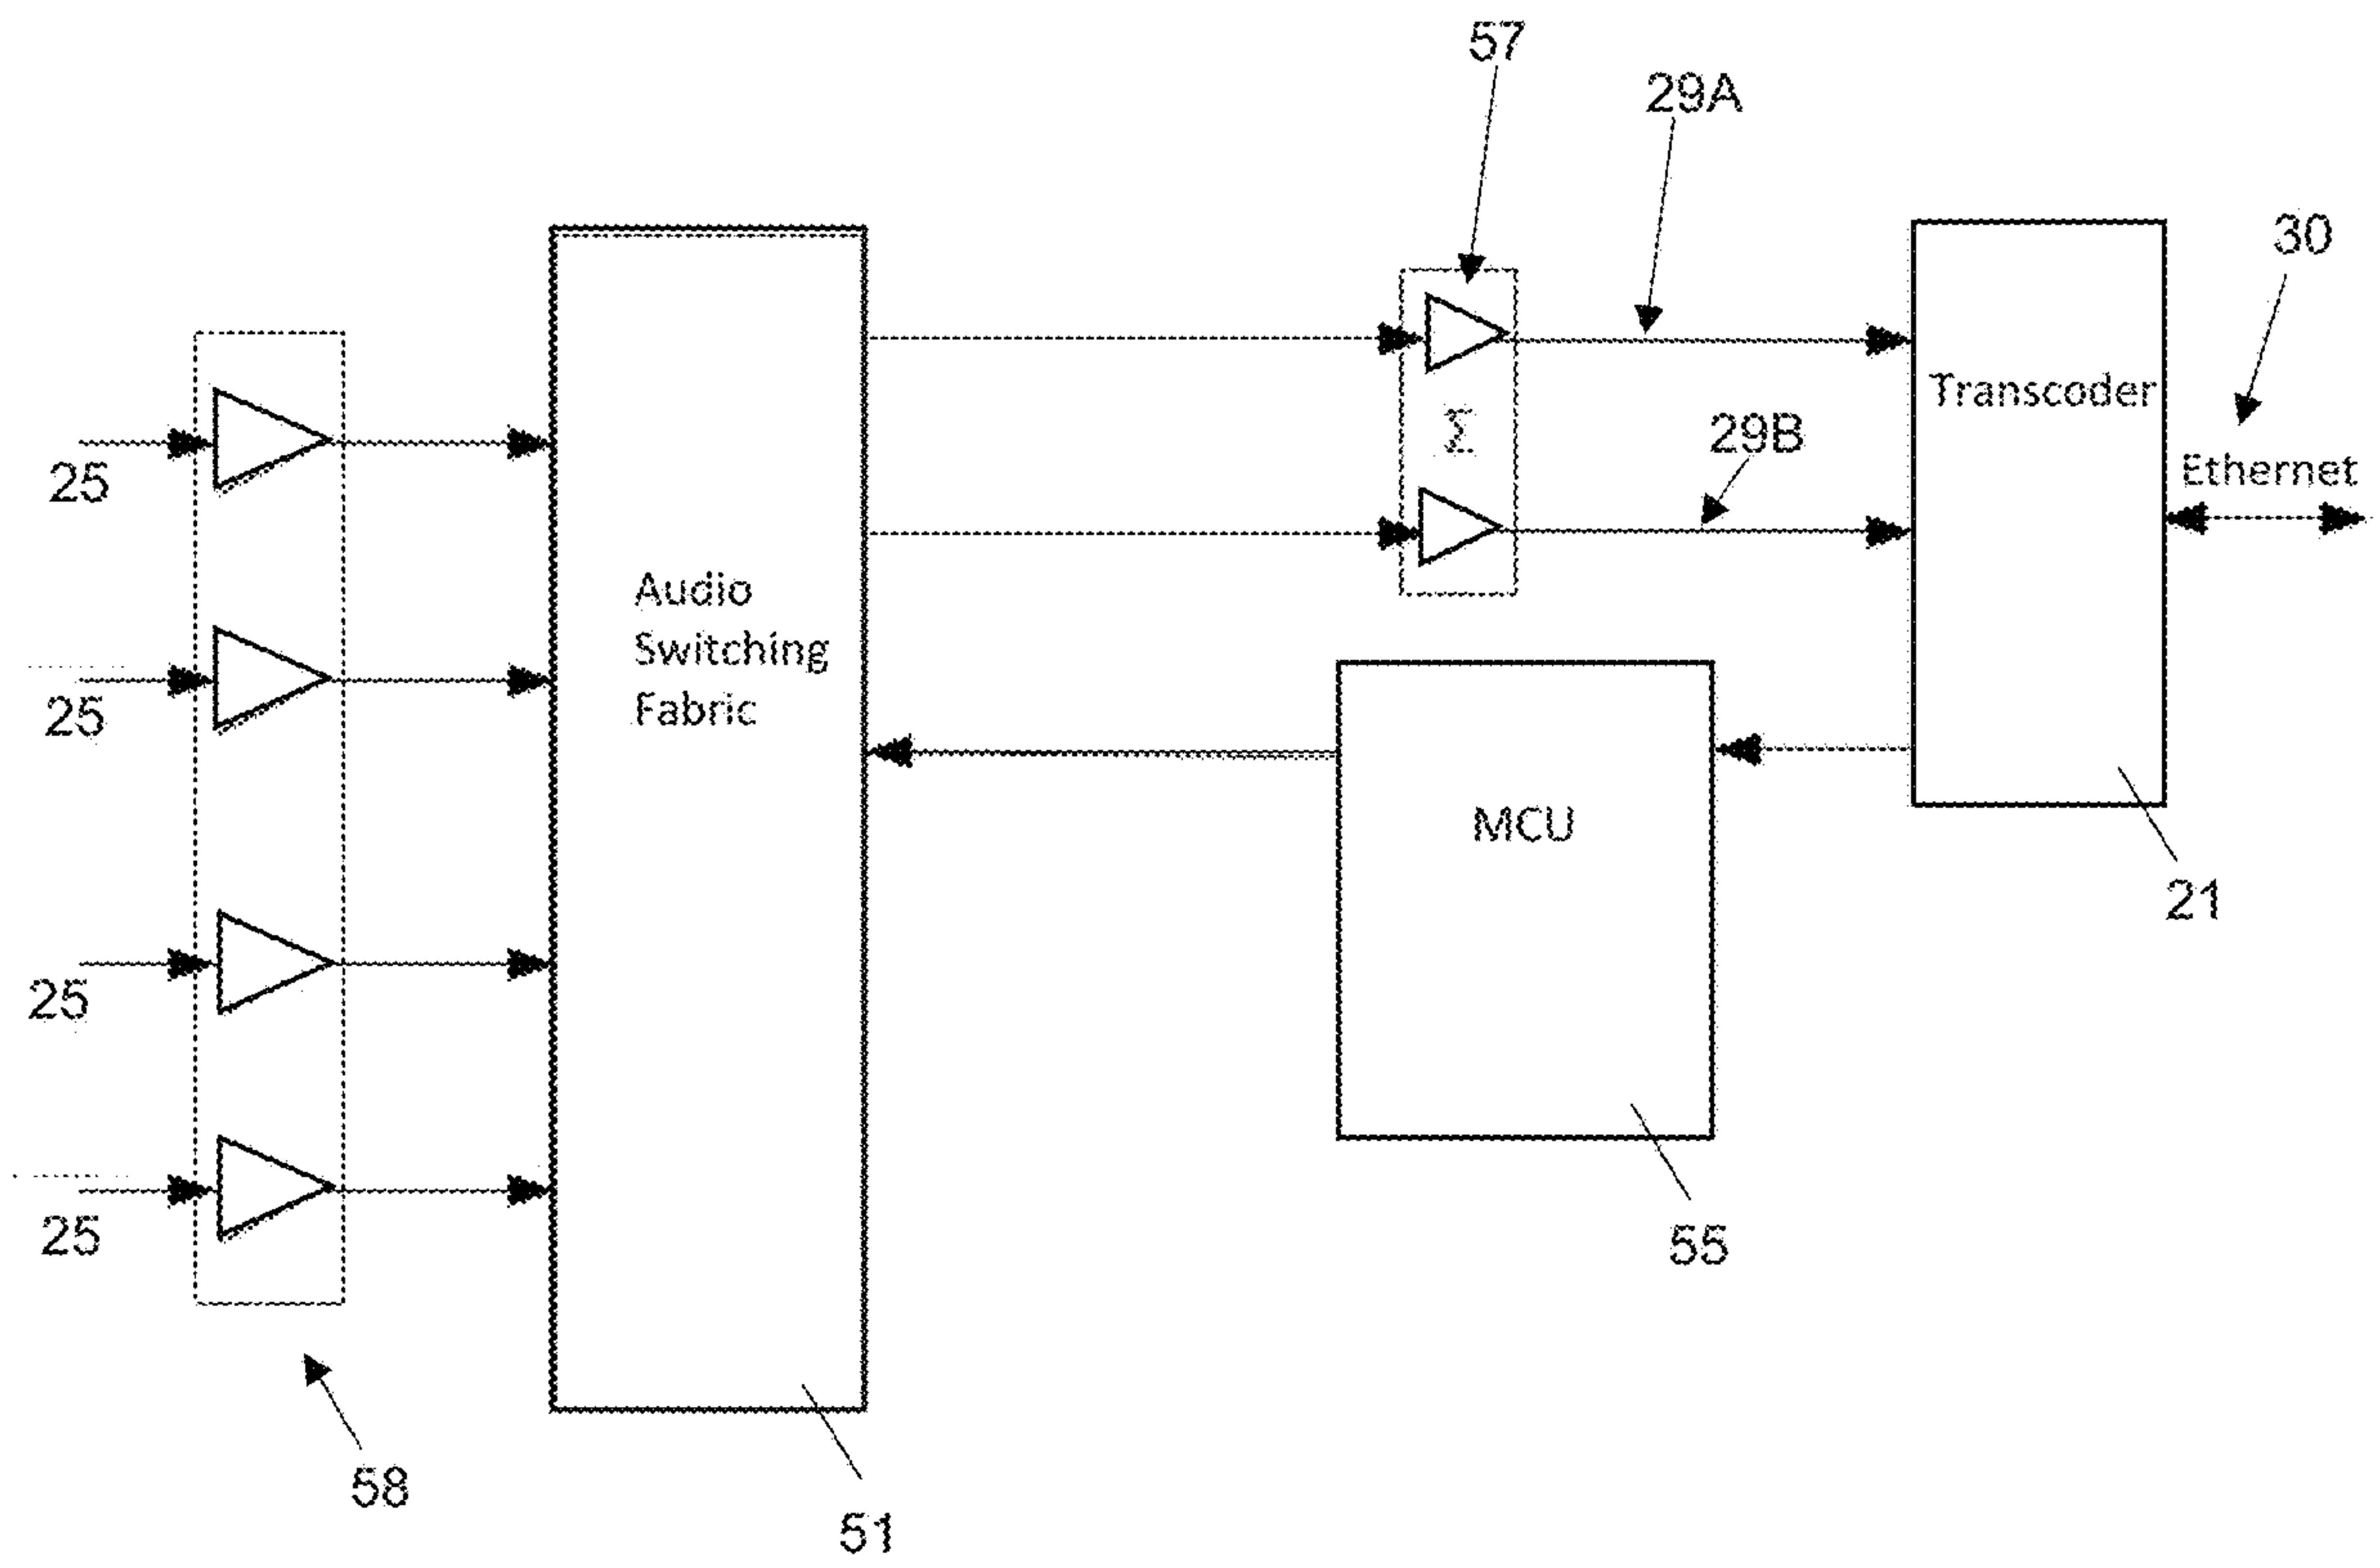 57
29A
30
Transcoder
29B
Σ
Ethernet
25
Audio
Switching
Fabric
25
MCU
21
25
25
55
58
51